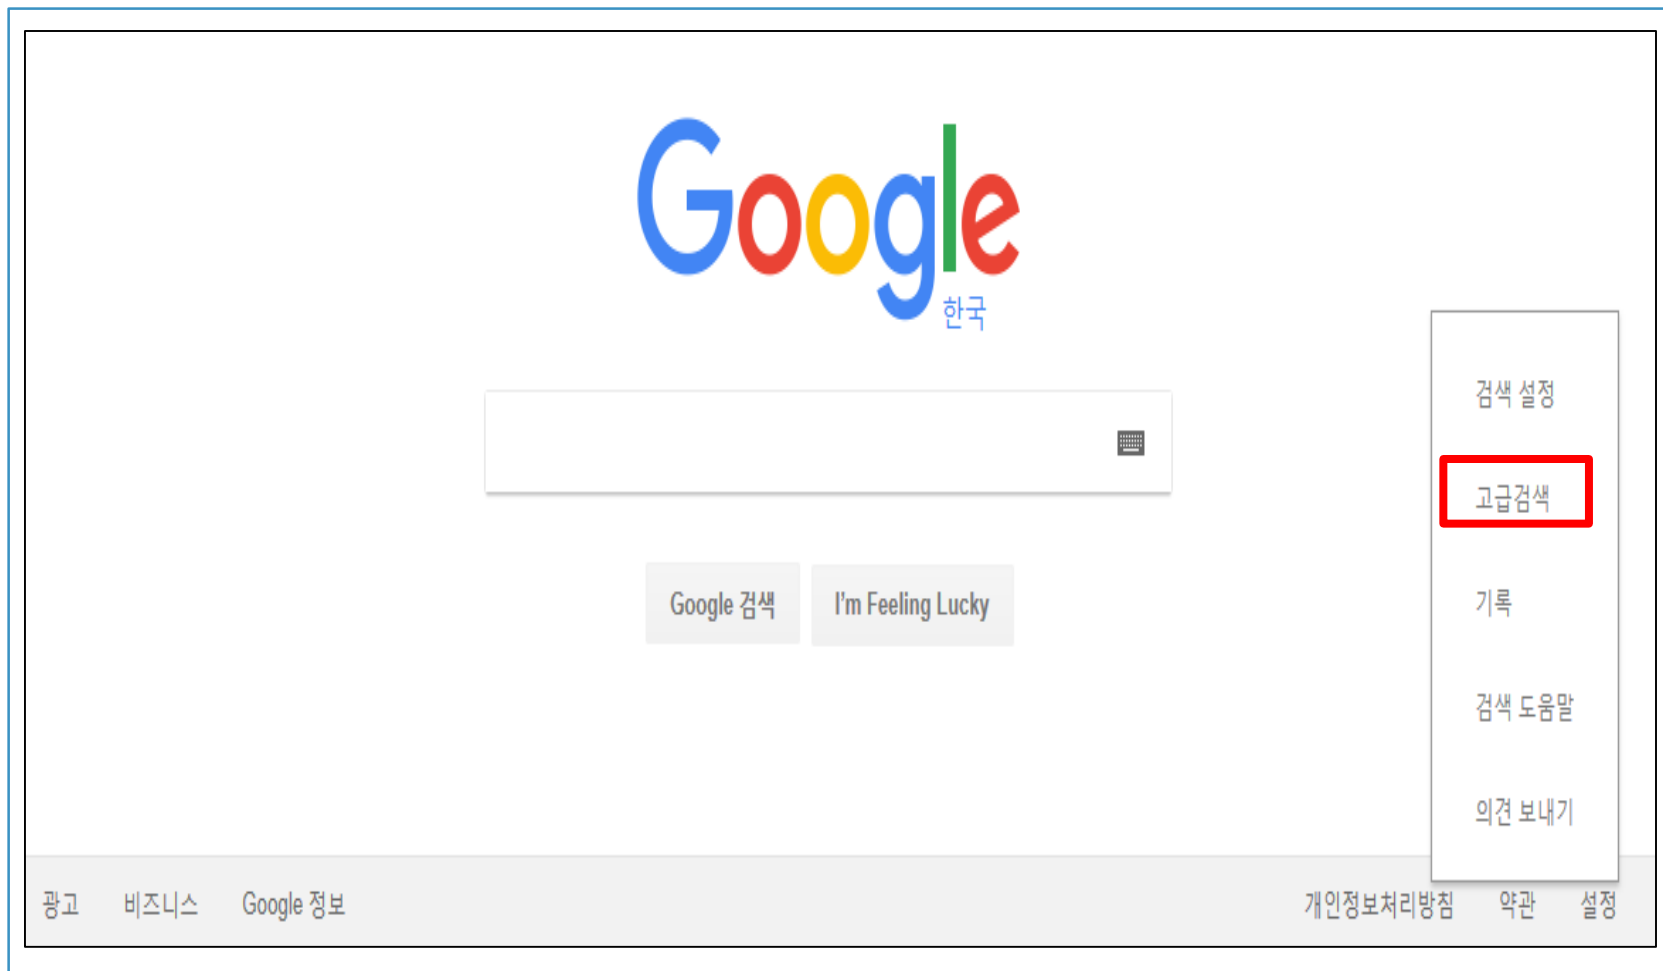 Google
한국
검색 설정
고급검색
Google 검색 I'm Feeling Lucky
기록
검색 도움말
의견 보내기
광고 비즈니스 Google 정보 개인정보처리방침 약관 설정